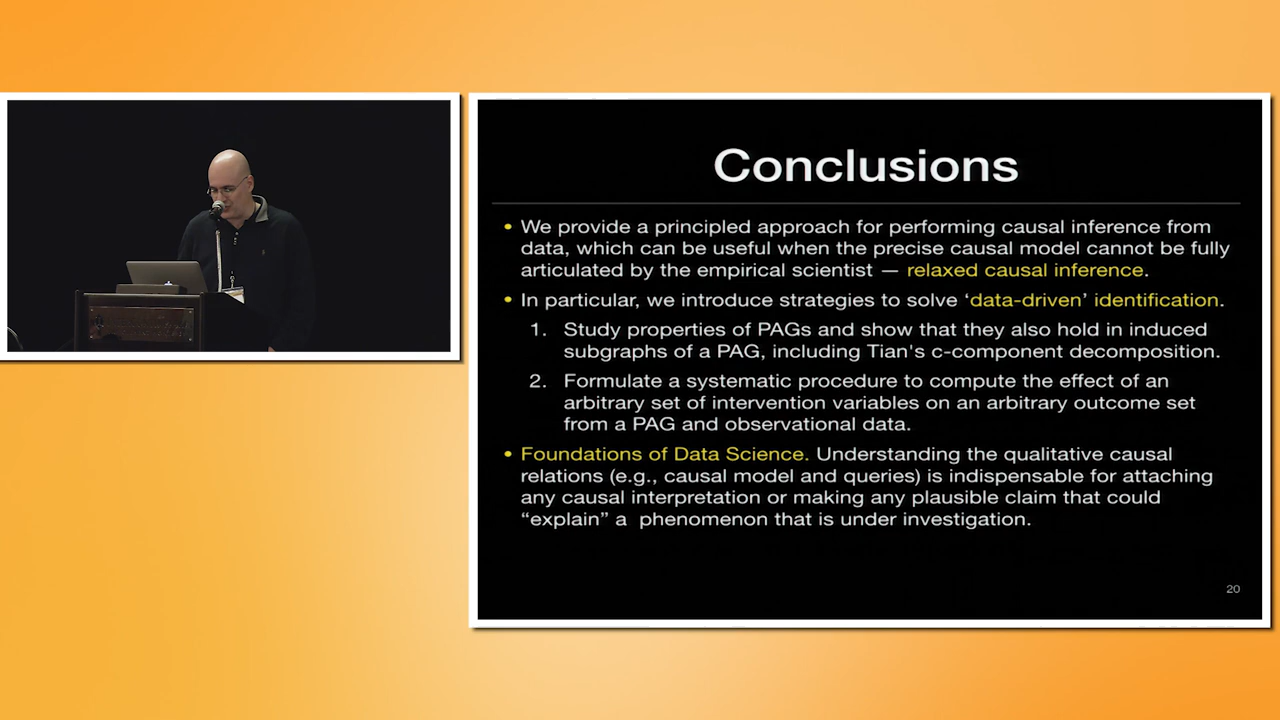 Conclusions
• We provide a principled approach for performing causal inference from
data, which can be useful when the precise causal model cannot be fully
articulated by the empirical scientist — relaxed causal inference.
• In particular, we introduce strategies to solve ‘data-driven’ identification.
1. Study properties of PAGs and show that they also hold in induced
subgraphs of a PAG, including Tian's c-component decomposition.
2. Formulate a systematic procedure to compute the effect of an
arbitrary set of intervention variables on an arbitrary outcome set
from a PAG and observational data.
• Foundations of Data Science. Understanding the qualitative causal
relations (e.g., causal model and queries) is indispensable for attaching
any causal interpretation or making any plausible claim that could
“explain” a phenomenon that is under investigation.
20